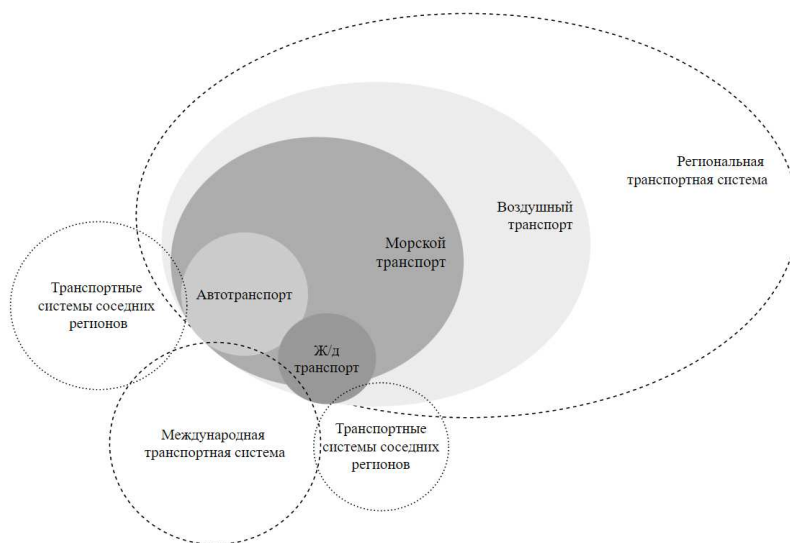 Региональная
транспортная система
Воздушный
транспорт
Морской
транспорт
Транспортные
системы соседних
регионов
Автотранспорт
Ж/д
транспорт
Международная
транспортная система
Транспортные
системы соседних
регионов